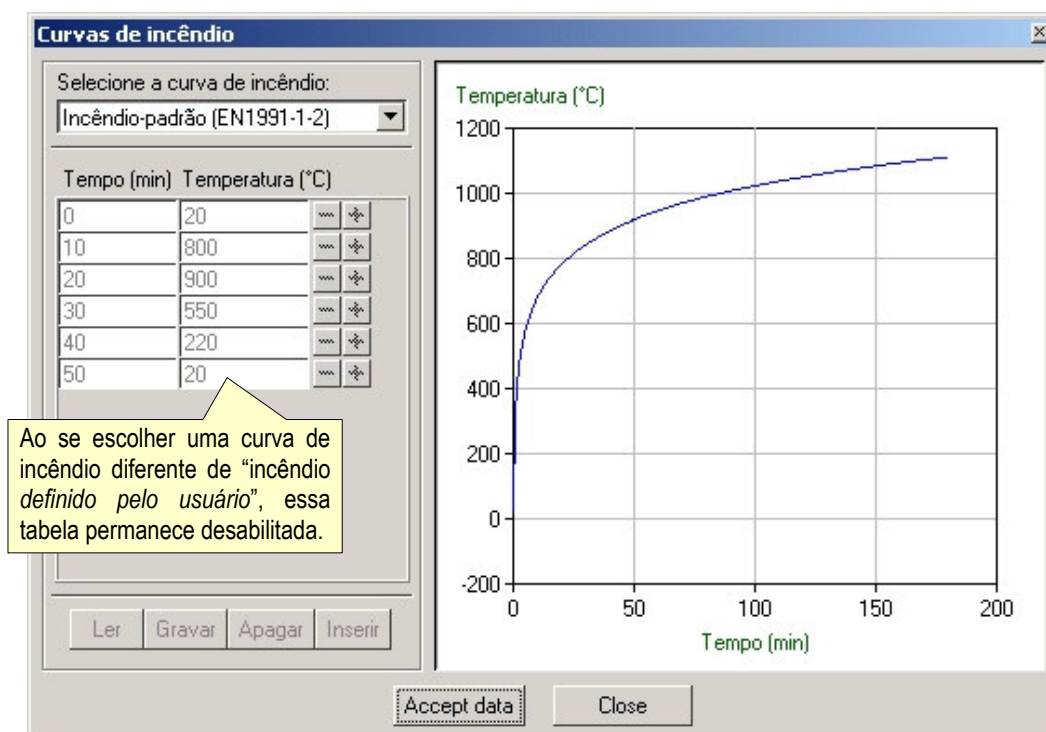 Curvas de incêndio
Selecione a curva de incêndio:
Incêndio-padrão (EN1991-1-2)
Tempo (min) Temperatura (°C)
0 20
10 800
20 900
30 550
40 220
50 20
Ao se escolher uma curva de
incêndio diferente de “incêndio
definido pelo usuário”, essa
tabela permanece desabilitada.
Ler Gravar Apagar Inserir
Temperatura (°C)
1200
1000
800
600
400
200
0
-200
0 50 100 150 200
Tempo (min)
Accept data Close